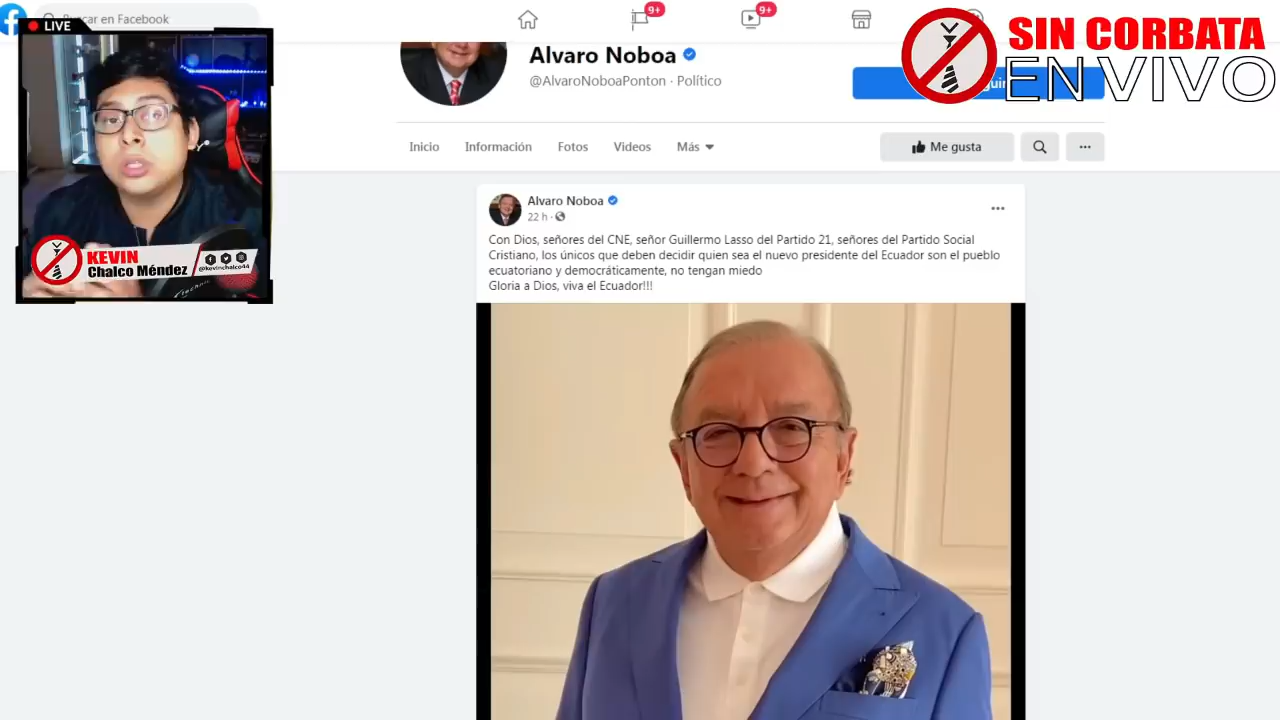 Buscar en Facebook
9+
9+
LIVE
SIN CORBATA
EN VIVO
Alvaro Noboa
@AlvaroNoboaPonton · Político
Inicio
Información
Fotos
Videos
Más
Me gusta
KEVIN
Chalco Méndez
@kevinchalco44
Alvaro Noboa
22 h ·
Con Dios, señores del CNE, señor Guillermo Lasso del Partido 21, señores del Partido Social
Cristiano, los únicos que deben decidir quien sea el nuevo presidente del Ecuador son el pueblo
ecuatoriano y democráticamente, no tengan miedo
Gloria a Dios, viva el Ecuador!!!